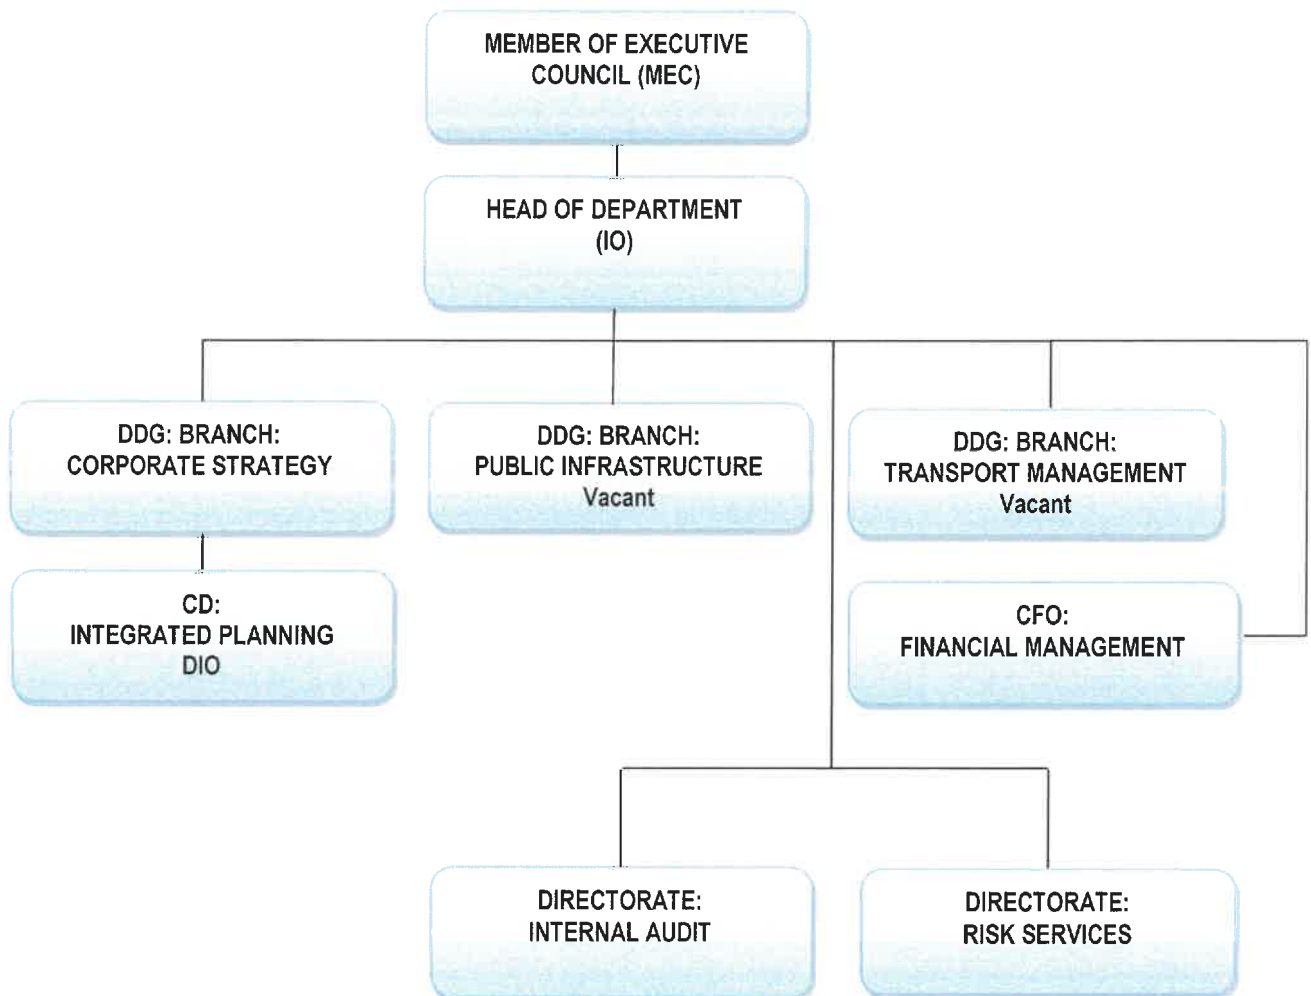 MEMBER OF EXECUTIVE
COUNCIL (MEC)
HEAD OF DEPARTMENT
(IO)
DDG: BRANCH:
CORPORATE STRATEGY
DDG: BRANCH:
PUBLIC INFRASTRUCTURE
Vacant
DDG: BRANCH:
TRANSPORT MANAGEMENT
Vacant
CD:
INTEGRATED PLANNING
DIO
CFO:
FINANCIAL MANAGEMENT
DIRECTORATE:
INTERNAL AUDIT
DIRECTORATE:
RISK SERVICES